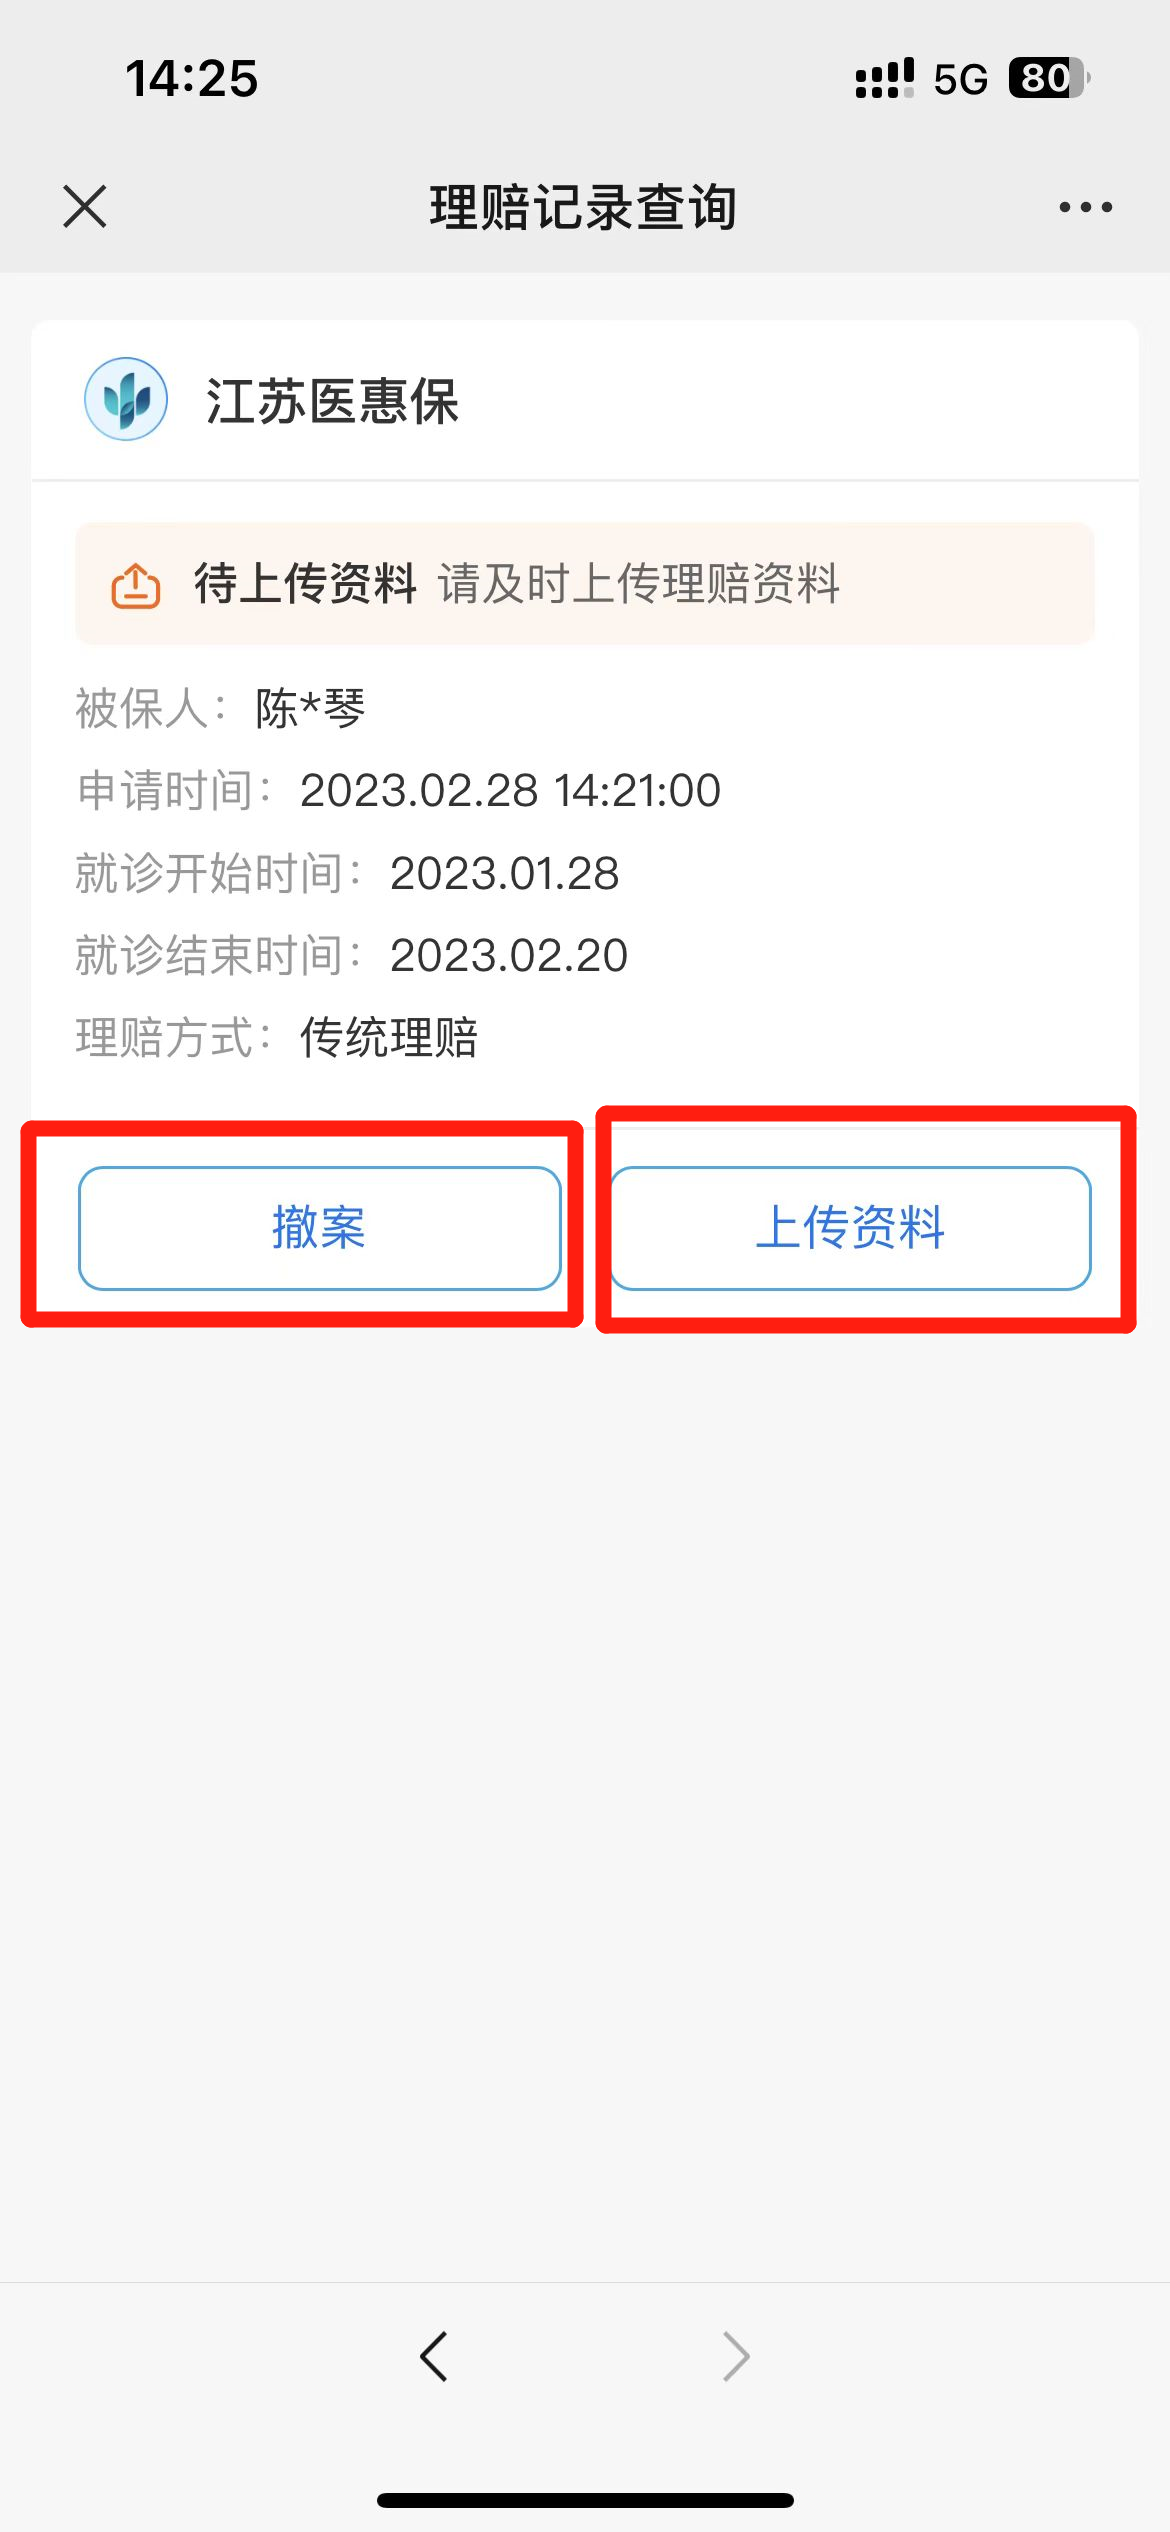 14:25 5G 80
理赔记录查询
江苏医惠保
待上传资料 请及时上传理赔资料
被保人： 陈*琴
申请时间： 2023.02.28 14:21:00
就诊开始时间： 2023.01.28
就诊结束时间： 2023.02.20
理赔方式： 传统理赔
撤案 上传资料